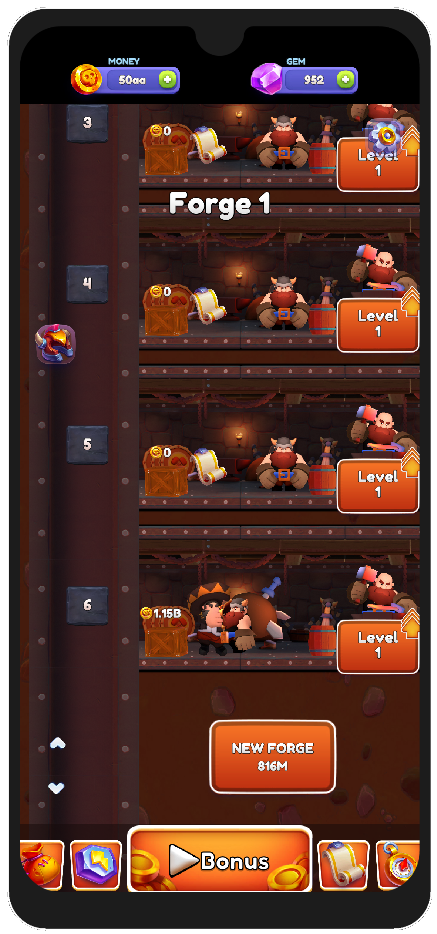 MONEY
GEM
50aa
952
3
0
Level
1
Forge 1
4
0
Level
1
5
0
Level
1
6
1.15B
Level
1
NEW FORGE
816M
Bonus